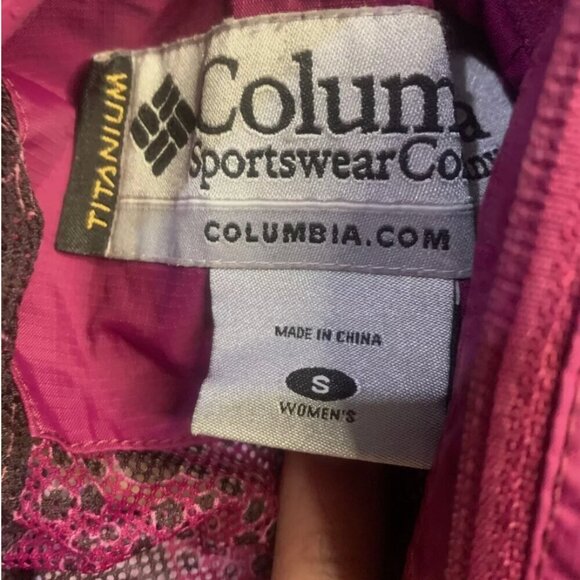 TITANIUM
Colum
Sportswear Co
COLUMBIA.COM
MADE IN CHINA
S
WOMEN'S